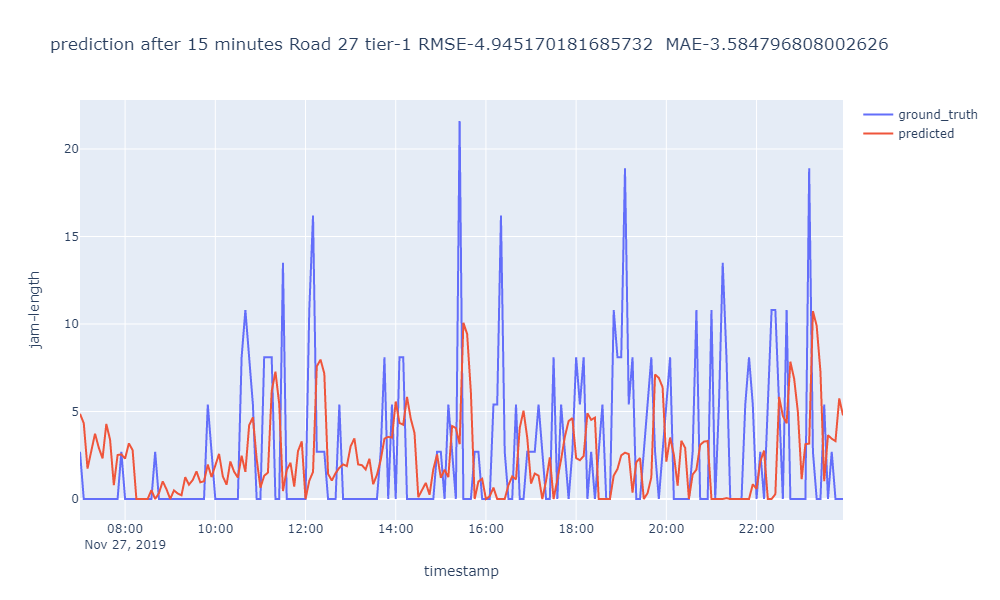 prediction after 15 minutes Road 27 tier-1 RMSE-4.945170181685732  MAE-3.584796808002626
ground_truth
predicted
jam-length
20
15
10
5
0
08:00
10:00
12:00
14:00
16:00
18:00
20:00
22:00
Nov 27, 2019
timestamp